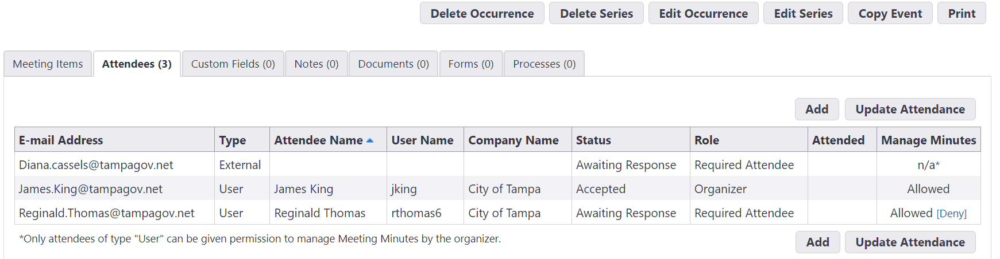 Delete Occurrence Delete Series Edit Occurrence Edit Series Copy Event Print
Meeting Items Attendees (3) Custom Fields (0) Notes (0) Documents (0) Forms (0) Processes (0)
Add Update Attendance
E-mail Address Type Attendee Name User Name Company Name Status Role Attended Manage Minutes
Diana.cassels@tampagov.net External Awaiting Response Required Attendee n/a*
James.King@tampagov.net User James King jking City of Tampa Accepted Organizer Allowed
Reginald.Thomas@tampagov.net User Reginald Thomas rthomas6 City of Tampa Awaiting Response Required Attendee Allowed [Deny]
*Only attendees of type "User" can be given permission to manage Meeting Minutes by the organizer.
Add Update Attendance